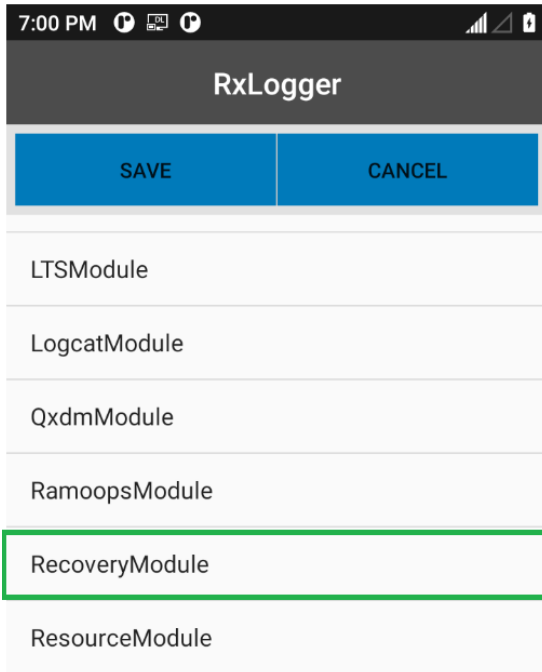 7:00 PM
RxLogger
SAVE CANCEL
LTSModule
LogcatModule
QxdmModule
RamoopsModule
RecoveryModule
ResourceModule